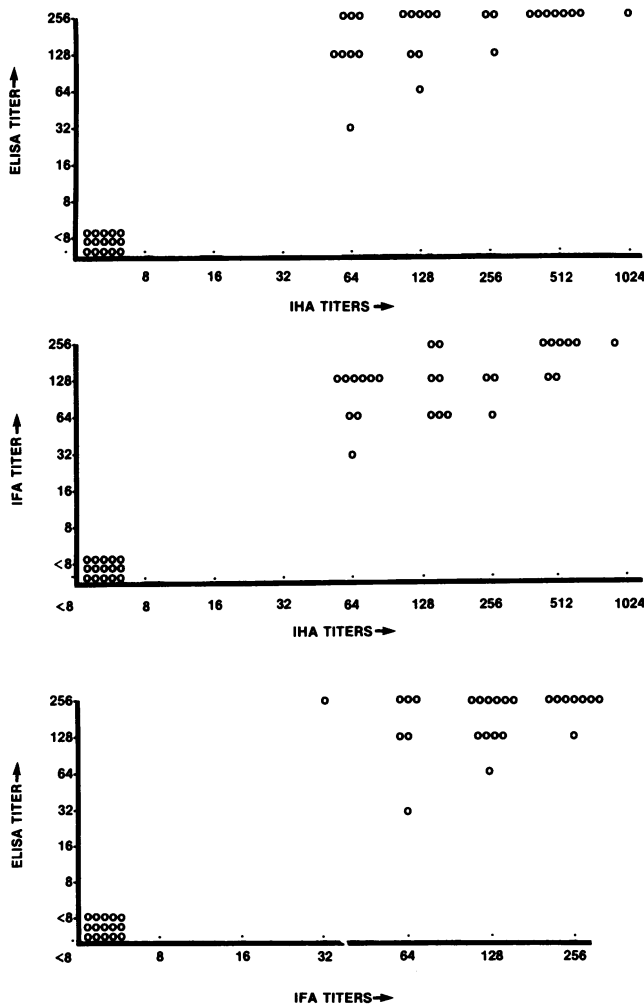 256
128
64
32
16
8
<8
ELISA TITER→
8 16 32 64 128 256 512 1024
IHA TITERS→
256
128
64
32
16
8
<8
IFA TITER→
<8 8 16 32 64 128 256 512 1024
IHA TITERS→
256
128
64
32
16
8
<8
ELISA TITER→
<8 8 16 32 64 128 256
IFA TITERS→